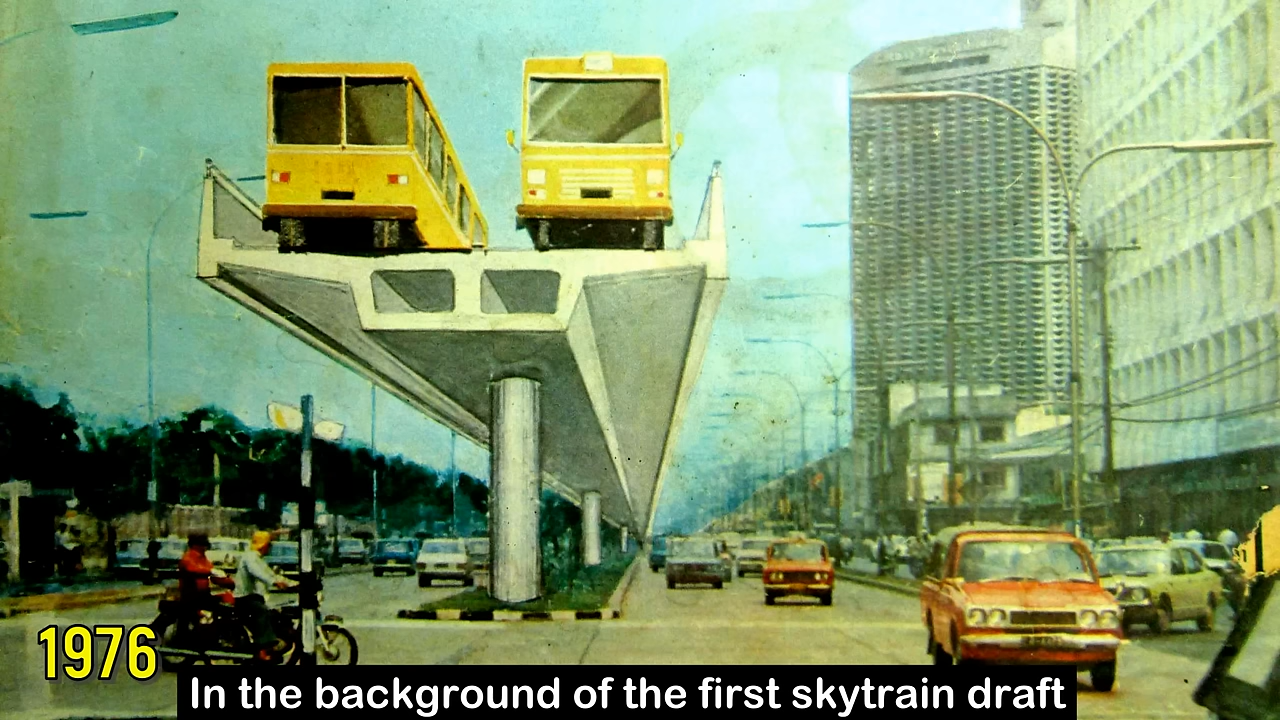 1976
In the background of the first skytrain draft